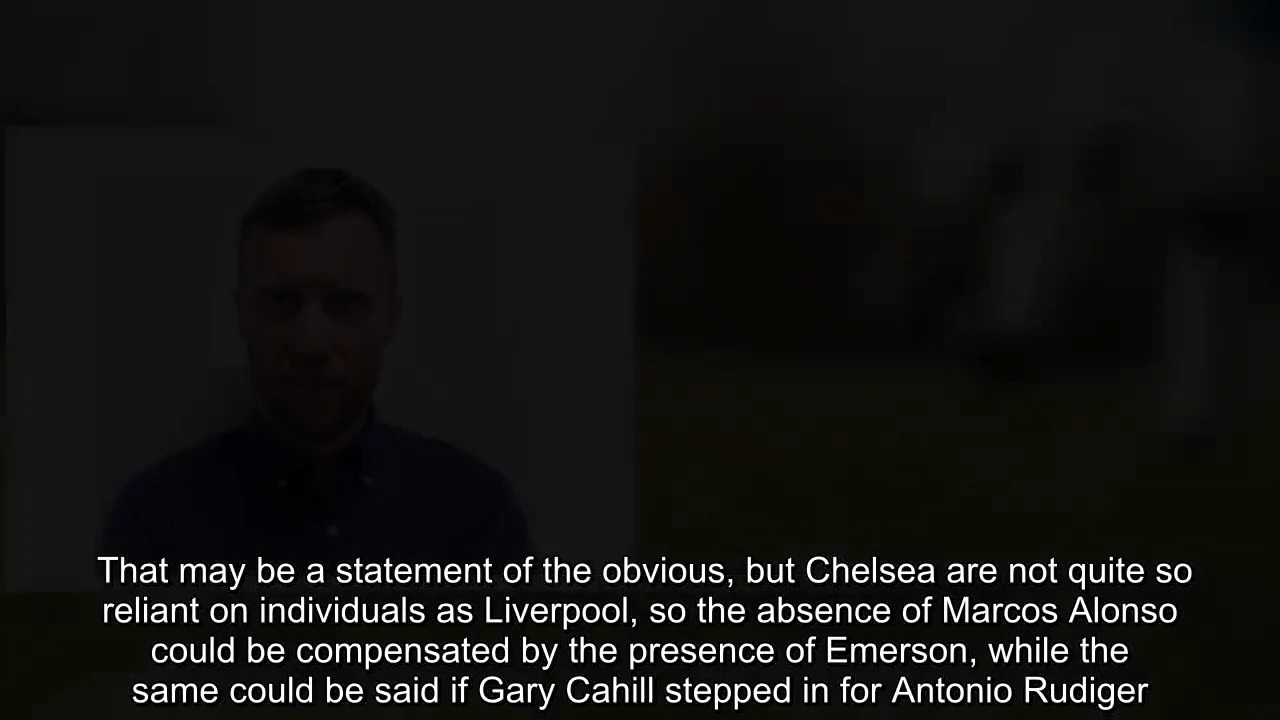 That may be a statement of the obvious, but Chelsea are not quite so
reliant on individuals as Liverpool, so the absence of Marcos Alonso
could be compensated by the presence of Emerson, while the
same could be said if Gary Cahill stepped in for Antonio Rudiger